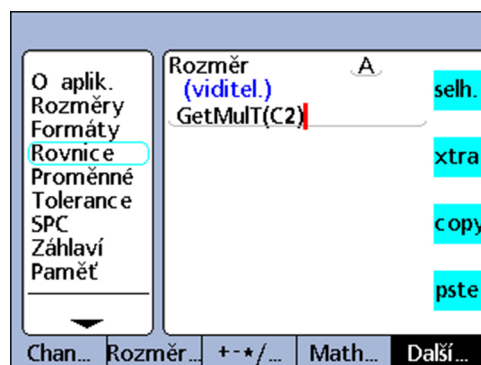 O aplik.
Rozměry
Formáty
Rovnice
Proměnné
Tolerance
SPC
Záhlaví
Paměť
Rozměr A
(viditel.)
GetMulT(C2)
selh.
xtra
copy
pste
Chan... Rozměr... +-*/... Math... Další...